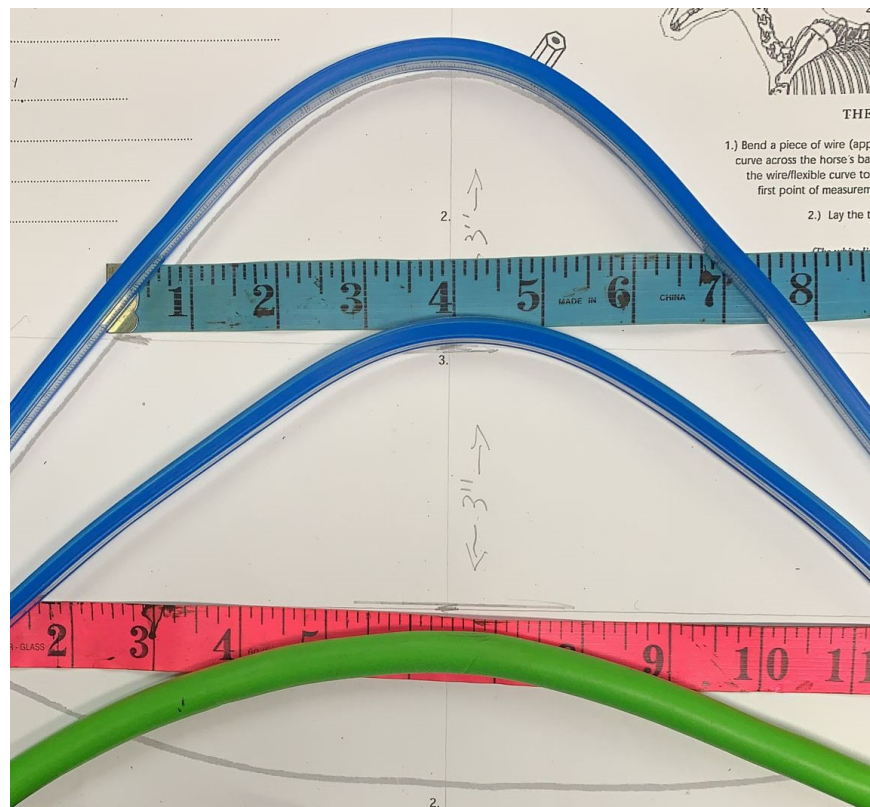 THE
1.) Bend a piece of wire (app
curve across the horse's ba
the wire/flexible curve to
first point of measurem
2.) Lay the t
2.
3"
1 2 3 4 5 MADE IN 6 CHINA 7 8
3.
3"
R - GLASS 2 3 4 5 9 10 11
2.